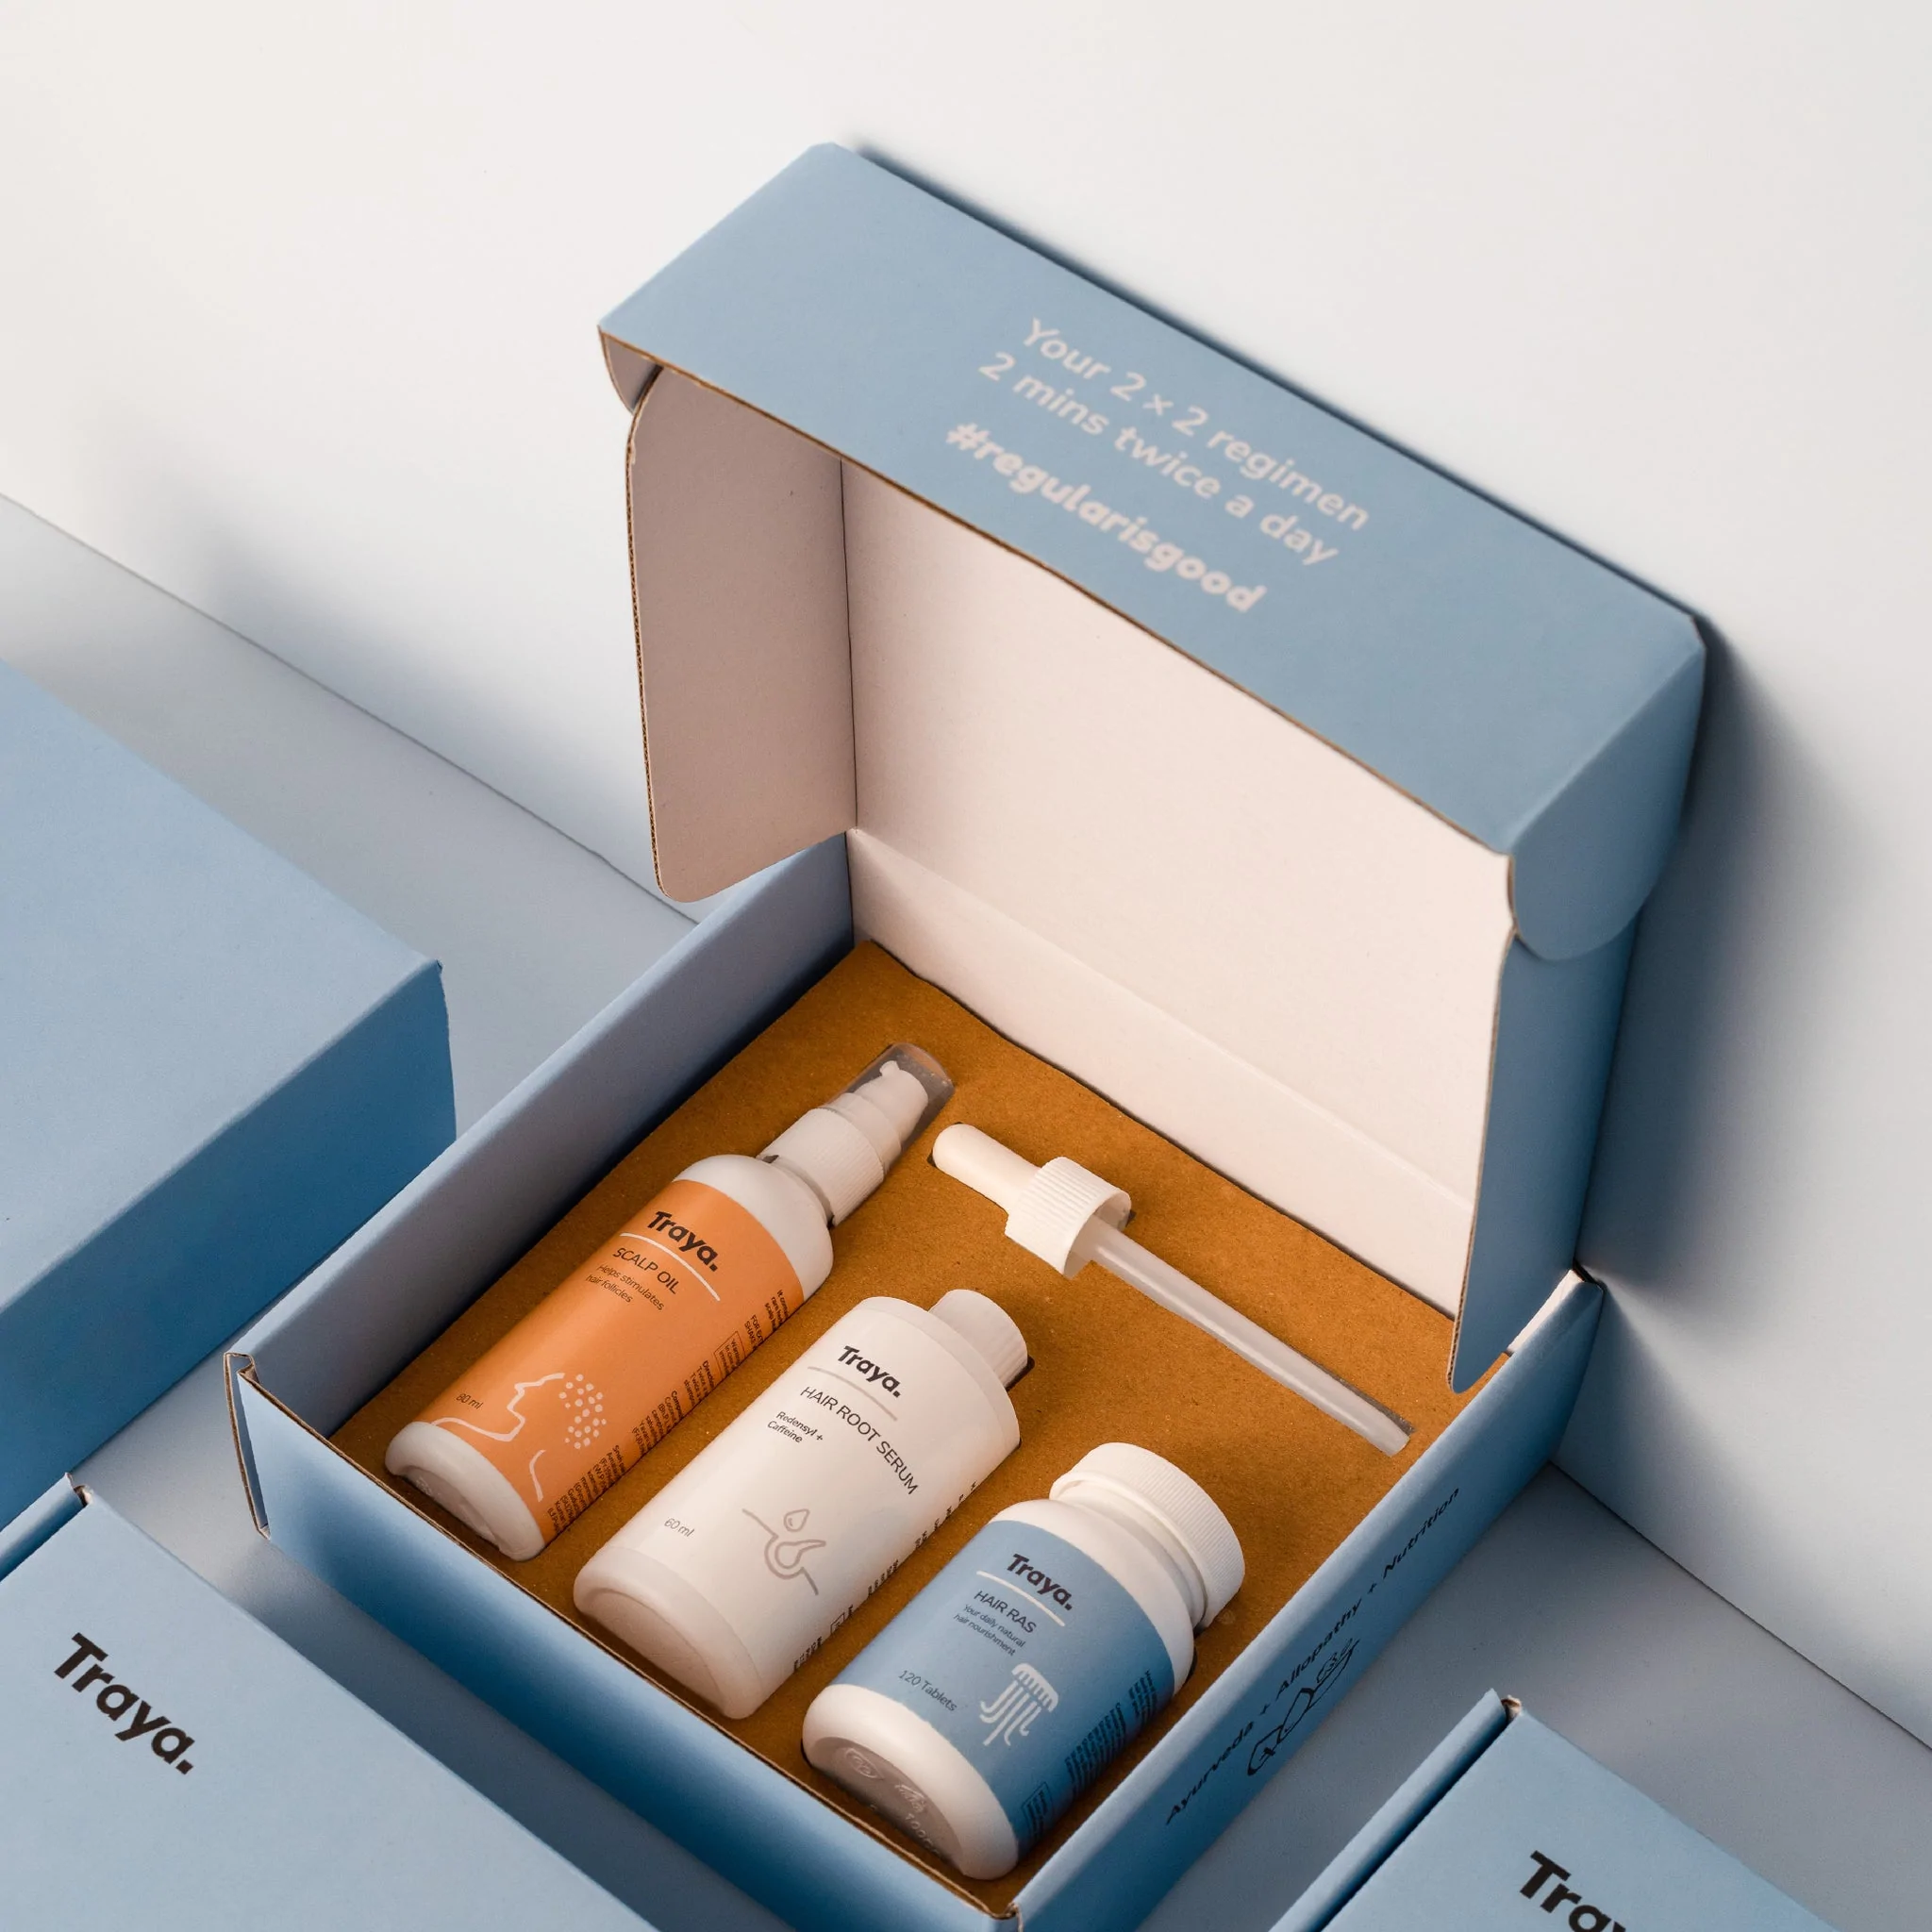 Your 2 × 2 regimen
2 mins twice a day
#regularisgood
Traya.
SCALP OIL
Helps stimulates
hair follicles
80 ml
Traya.
HAIR ROOT SERUM
Redensyl +
Caffeine
60 ml
Traya.
HAIR RAS
Your daily natural
hair nourishment
120 Tablets
Ayurveda + Allopathy + Nutrition
Traya.